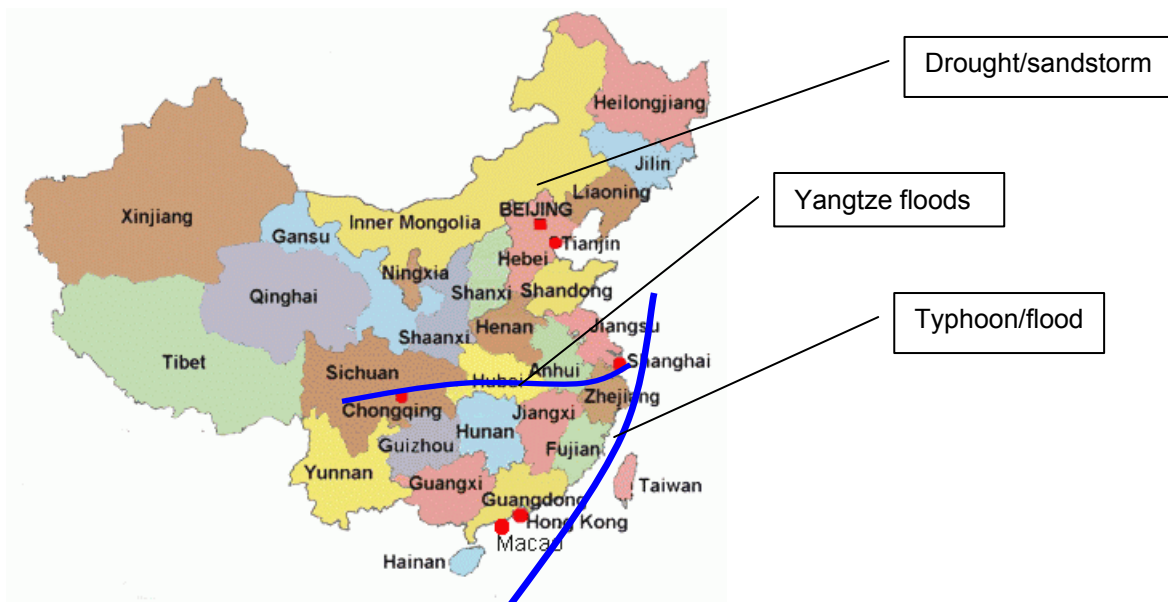 Drought/sandstorm
Heilongjiang
Jilin
Yangtze floods
Liaoning
BEIJING
Xinjiang
Inner Mongolia
Gansu
Tianjin
Hebei
Ningxia
Qinghai
Shanxi
Shandong
Typhoon/flood
Henan
Jiangsu
Shaanxi
Tibet
Shanghai
Sichuan
Anhui
Hubei
Zhejiang
Chongqing
Jiangxi
Hunan
Guizhou
Fujian
Yunnan
Guangxi
Taiwan
Guangdong
Hong Kong
Macao
Hainan